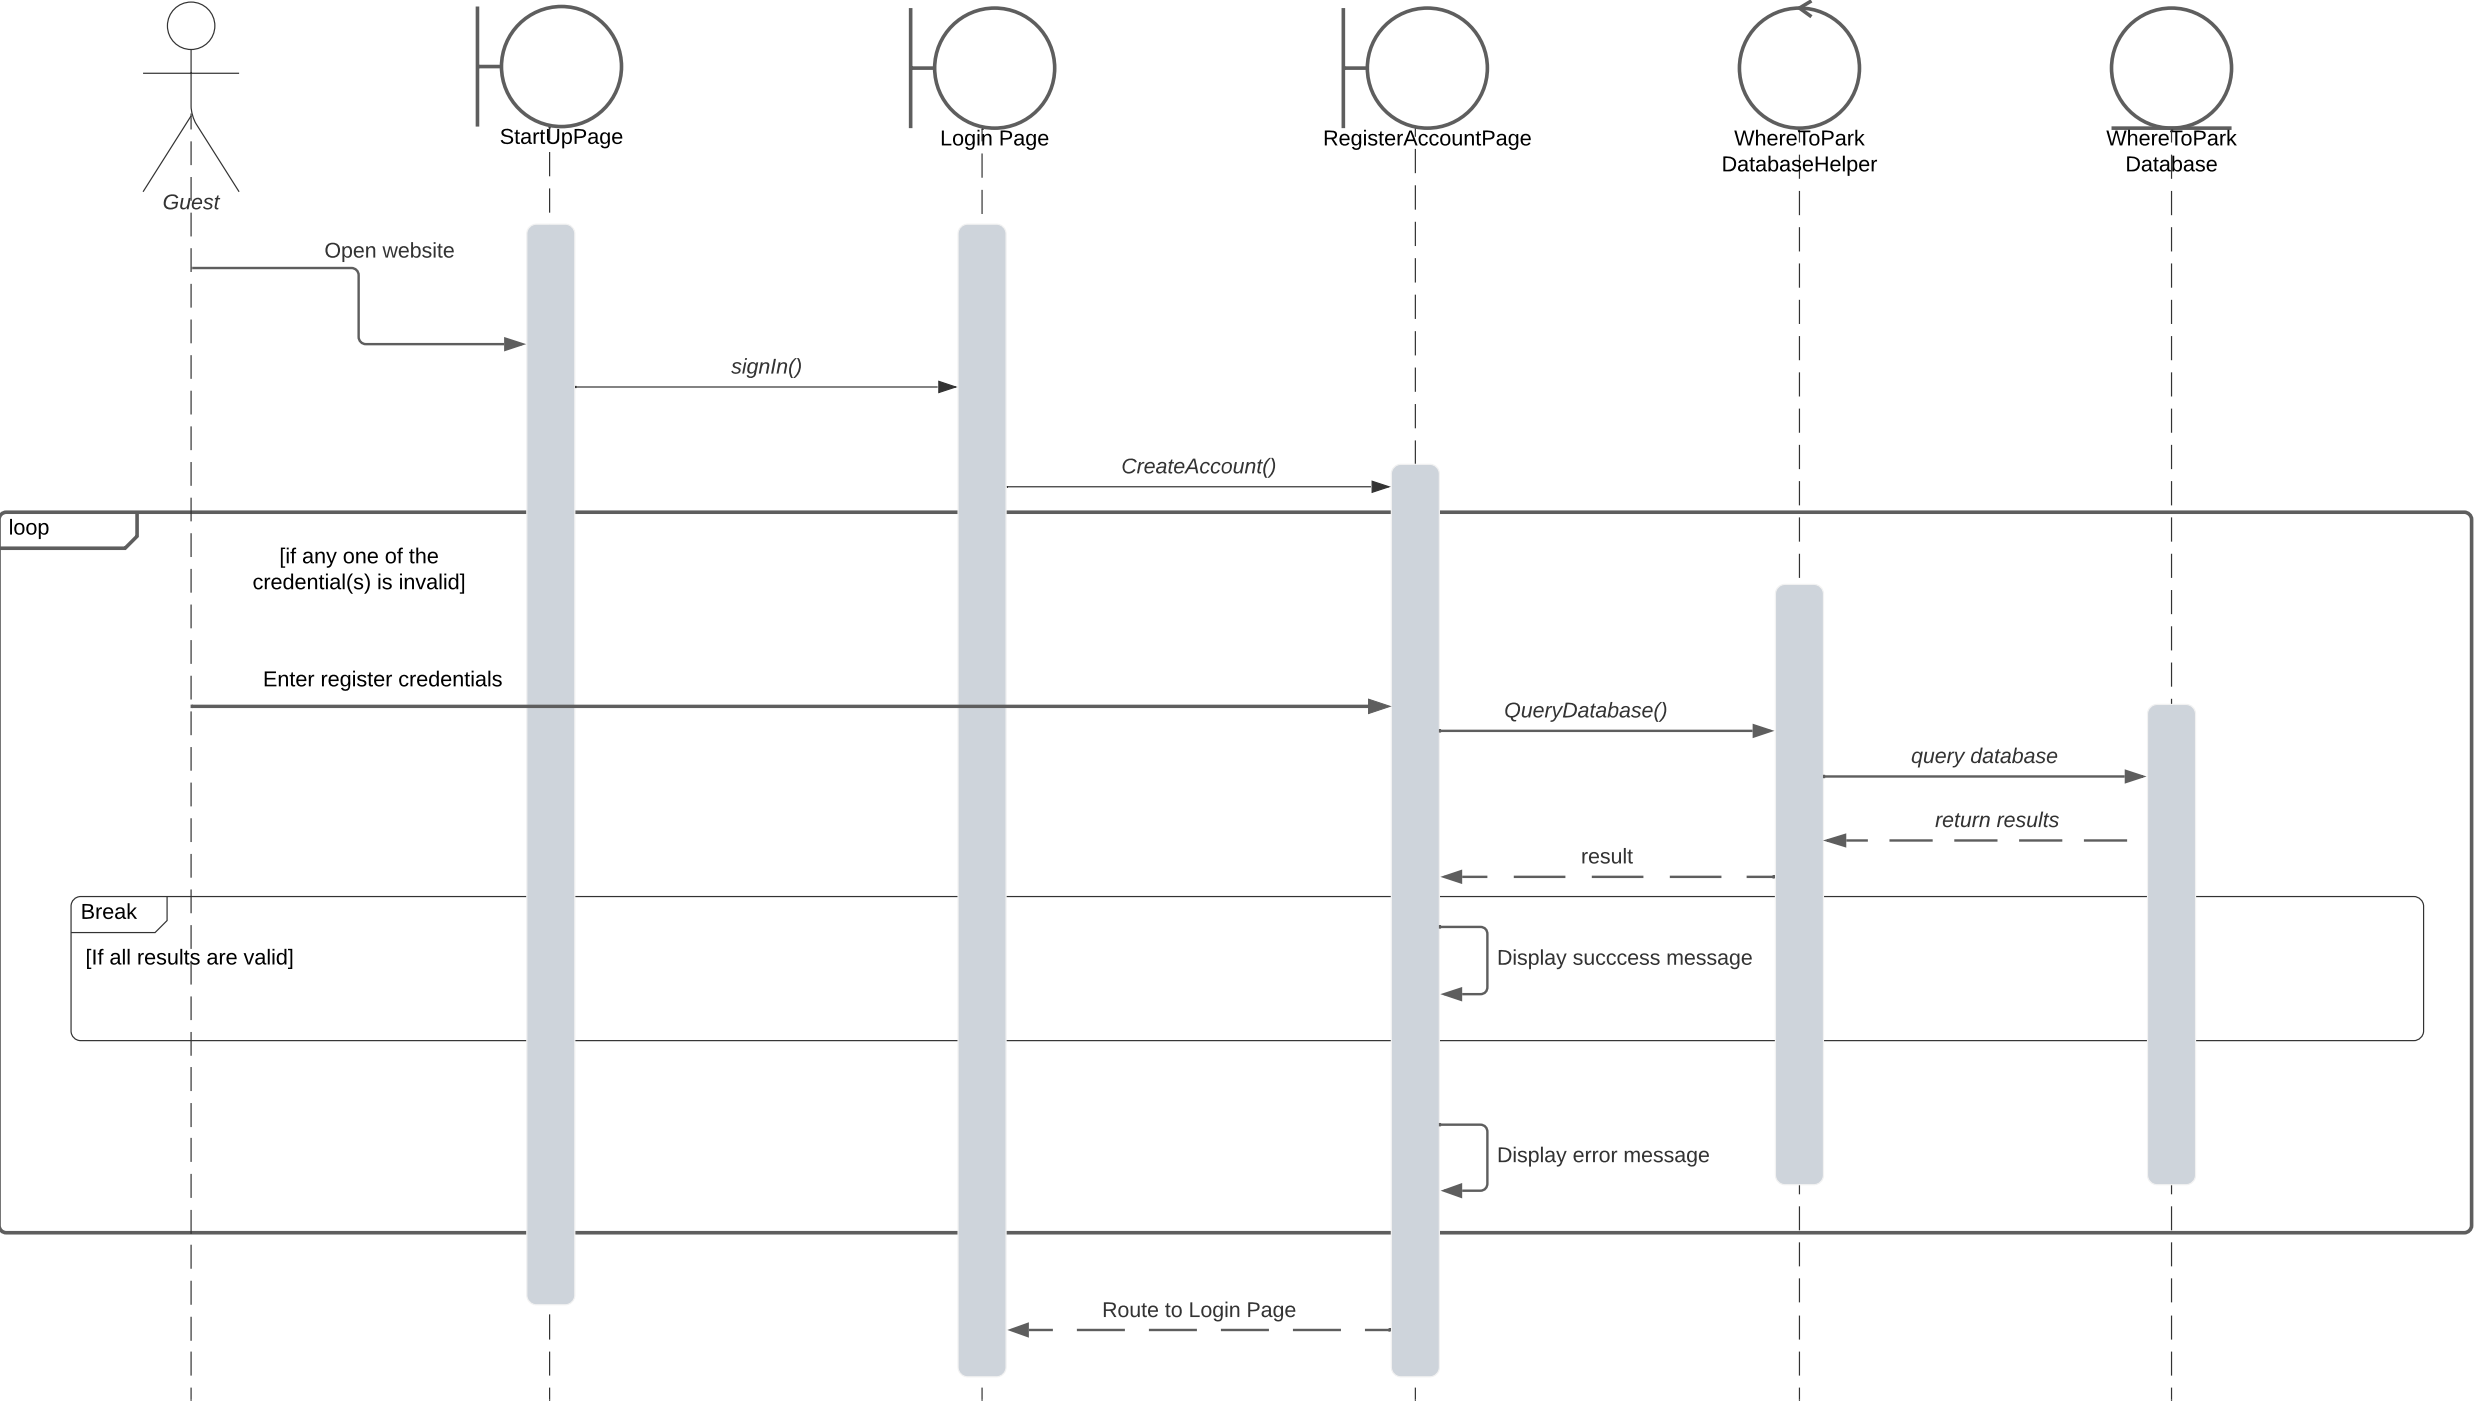 StartUpPage
Login Page
RegisterAccountPage
WhereToPark
DatabaseHelper
WhereToPark
Database
Guest
Open website
signIn()
CreateAccount()
loop
[if any one of the
credential(s) is invalid]
Enter register credentials
QueryDatabase()
query database
return results
result
Break
[If all results are valid]
Display succcess message
Display error message
Route to Login Page